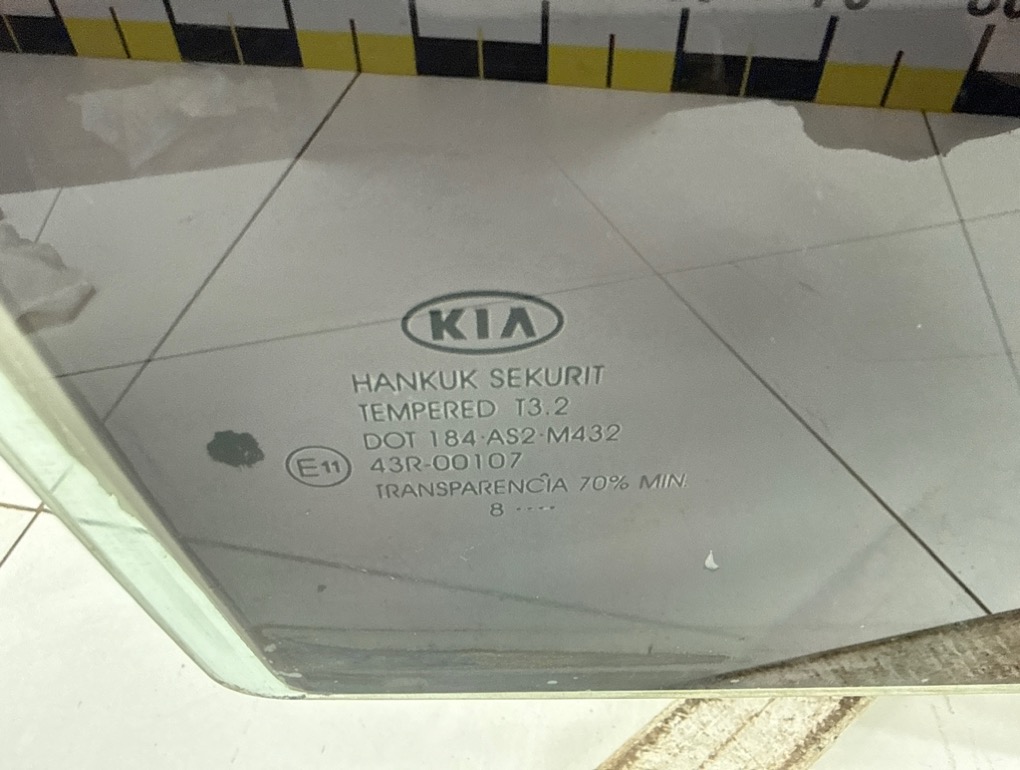 KIA
HANKUK SEKURIT
TEMPERED T3.2
DOT 184·AS2·M432
E11 43R-00107
TRANSPARENCIA 70% MIN.
8 ····